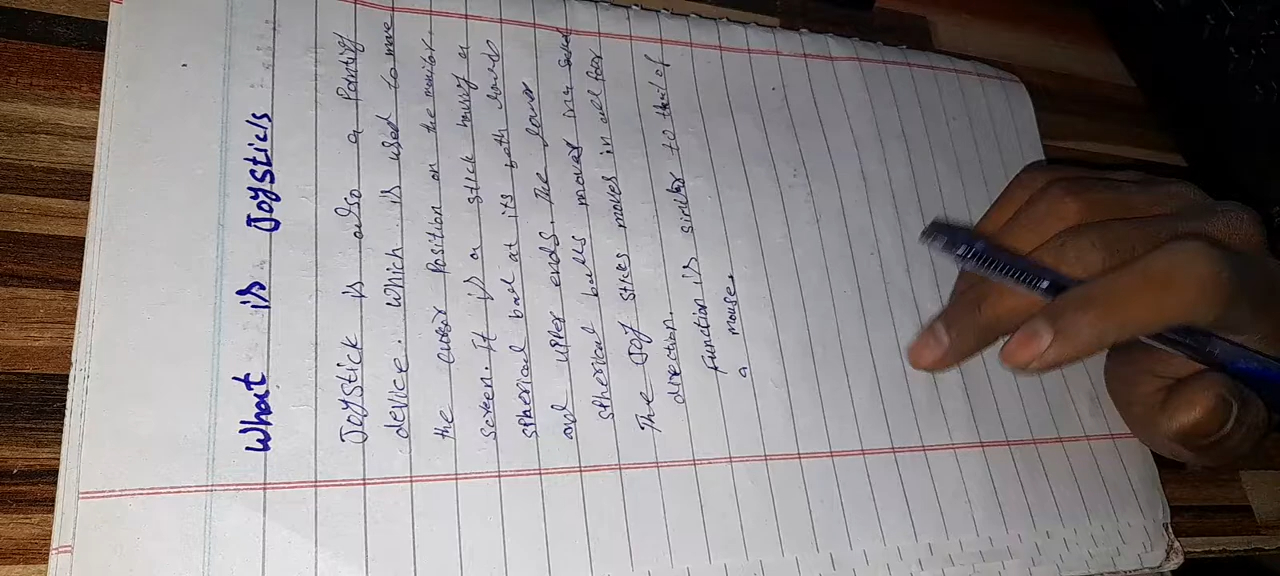 What is Joysticks
Joystick is also a Pointing
device. which is used to move
the cursor Position on the monitor.
screen. It is a stick having a
spherical ball at its both lower
and upper ends. The lower
spherical balls moves in a
The Joy sticks moves in all four
direction.
Function is similar to that of
a mouse.